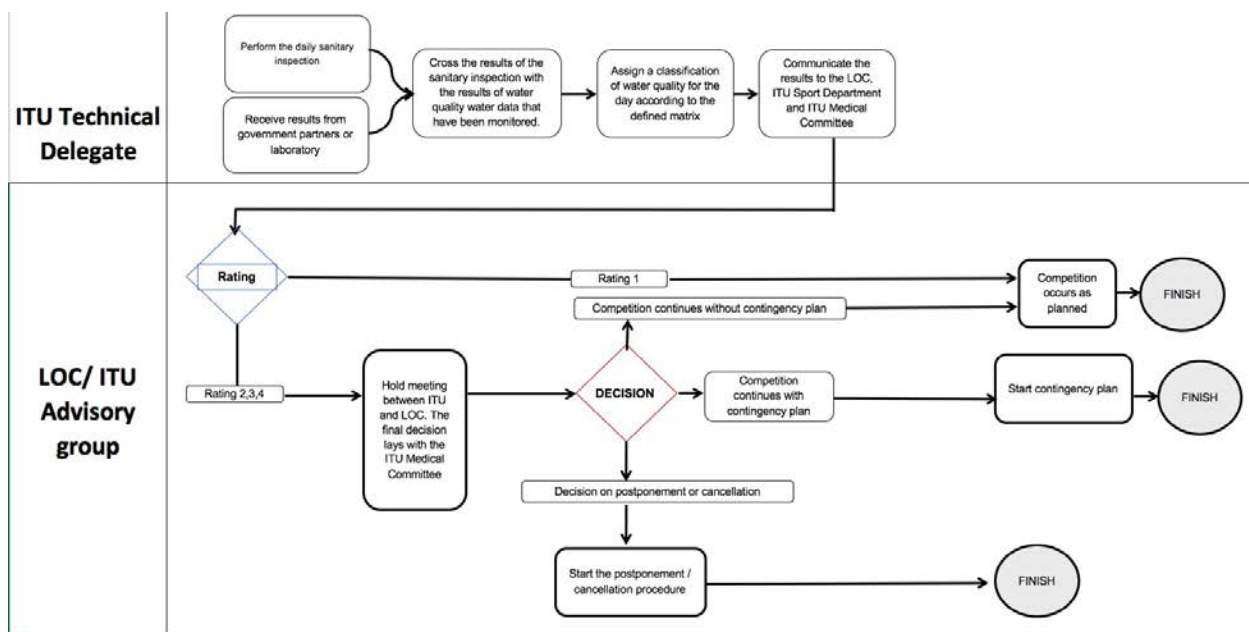 ITU Technical
Delegate
Perform the daily sanitary
inspection
Receive results from
government partners or
laboratory
Cross the results of the
sanitary inspection with
the results of water
quality water data that
have been monitored.
Assign a classification
of water quality for the
day according to the
defined matrix
Communicate the
results to the LOC,
ITU Sport Department
and ITU Medical
Committee
LOC/ ITU
Advisory
group
Rating
Rating 1
Competition
occurs as
planned
FINISH
Competition continues without contingency plan
Rating 2,3,4
Hold meeting
between ITU
and LOC. The
final decision
lays with the
ITU Medical
Committee
DECISION
Competition
continues with
contingency plan
Start contingency plan
FINISH
Decision on postponement or cancellation
Start the postponement /
cancellation procedure
FINISH